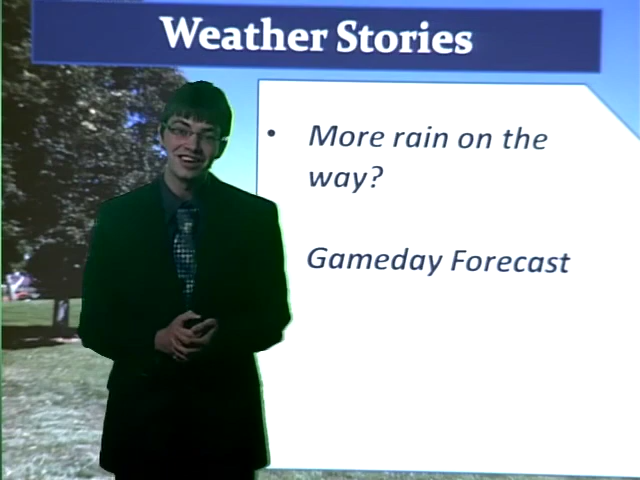 Weather Stories
• More rain on the
way?
Gameday Forecast